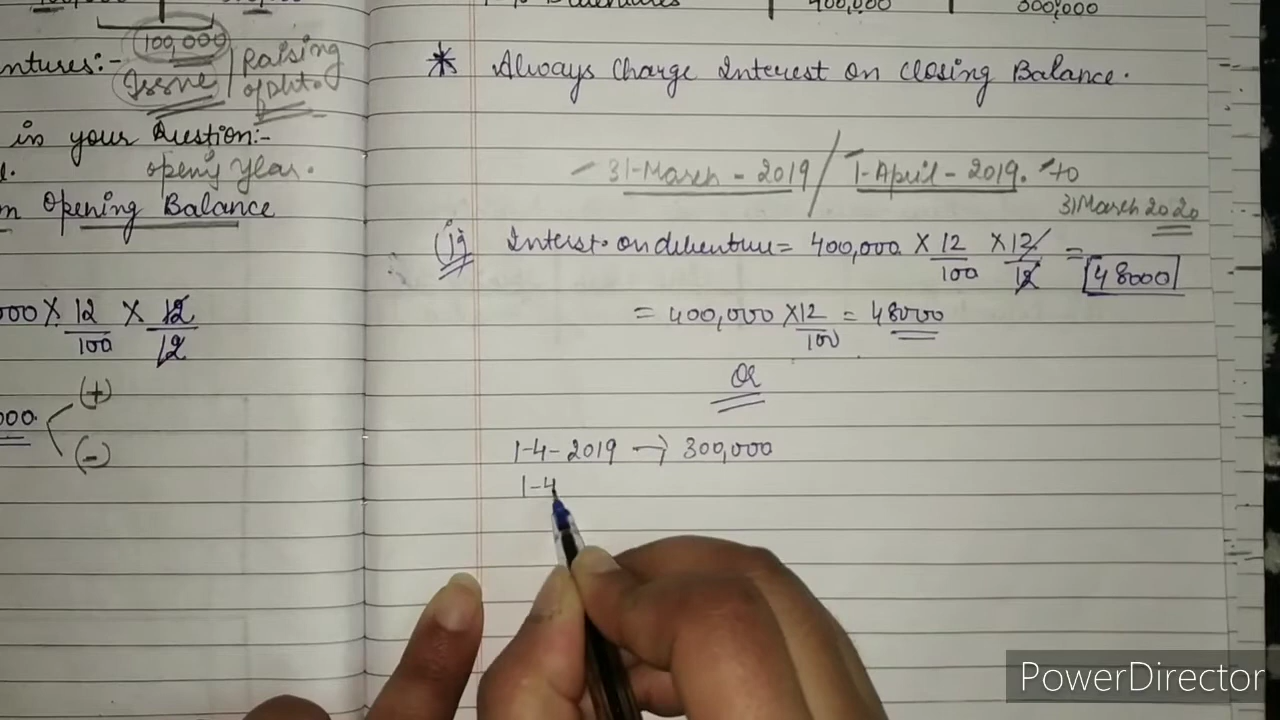 100,000
ntures:-
Issue / Raising of Debt.
in your Question:-
openg year.
m Opening Balance
000 × 12/100 × 12/12
000. (+)
(-)
400,000 300,000
* Always Charge Interest on Closing Balance.
31-March-2019 / 1-April-2019. to
31March 2020
Interst. on debenture = 400,000 × 12/100 × 12/12 = 48000
= 400,000 × 12/100 = 48000
OR
1-4-2019 → 300,000
1-4
PowerDirector